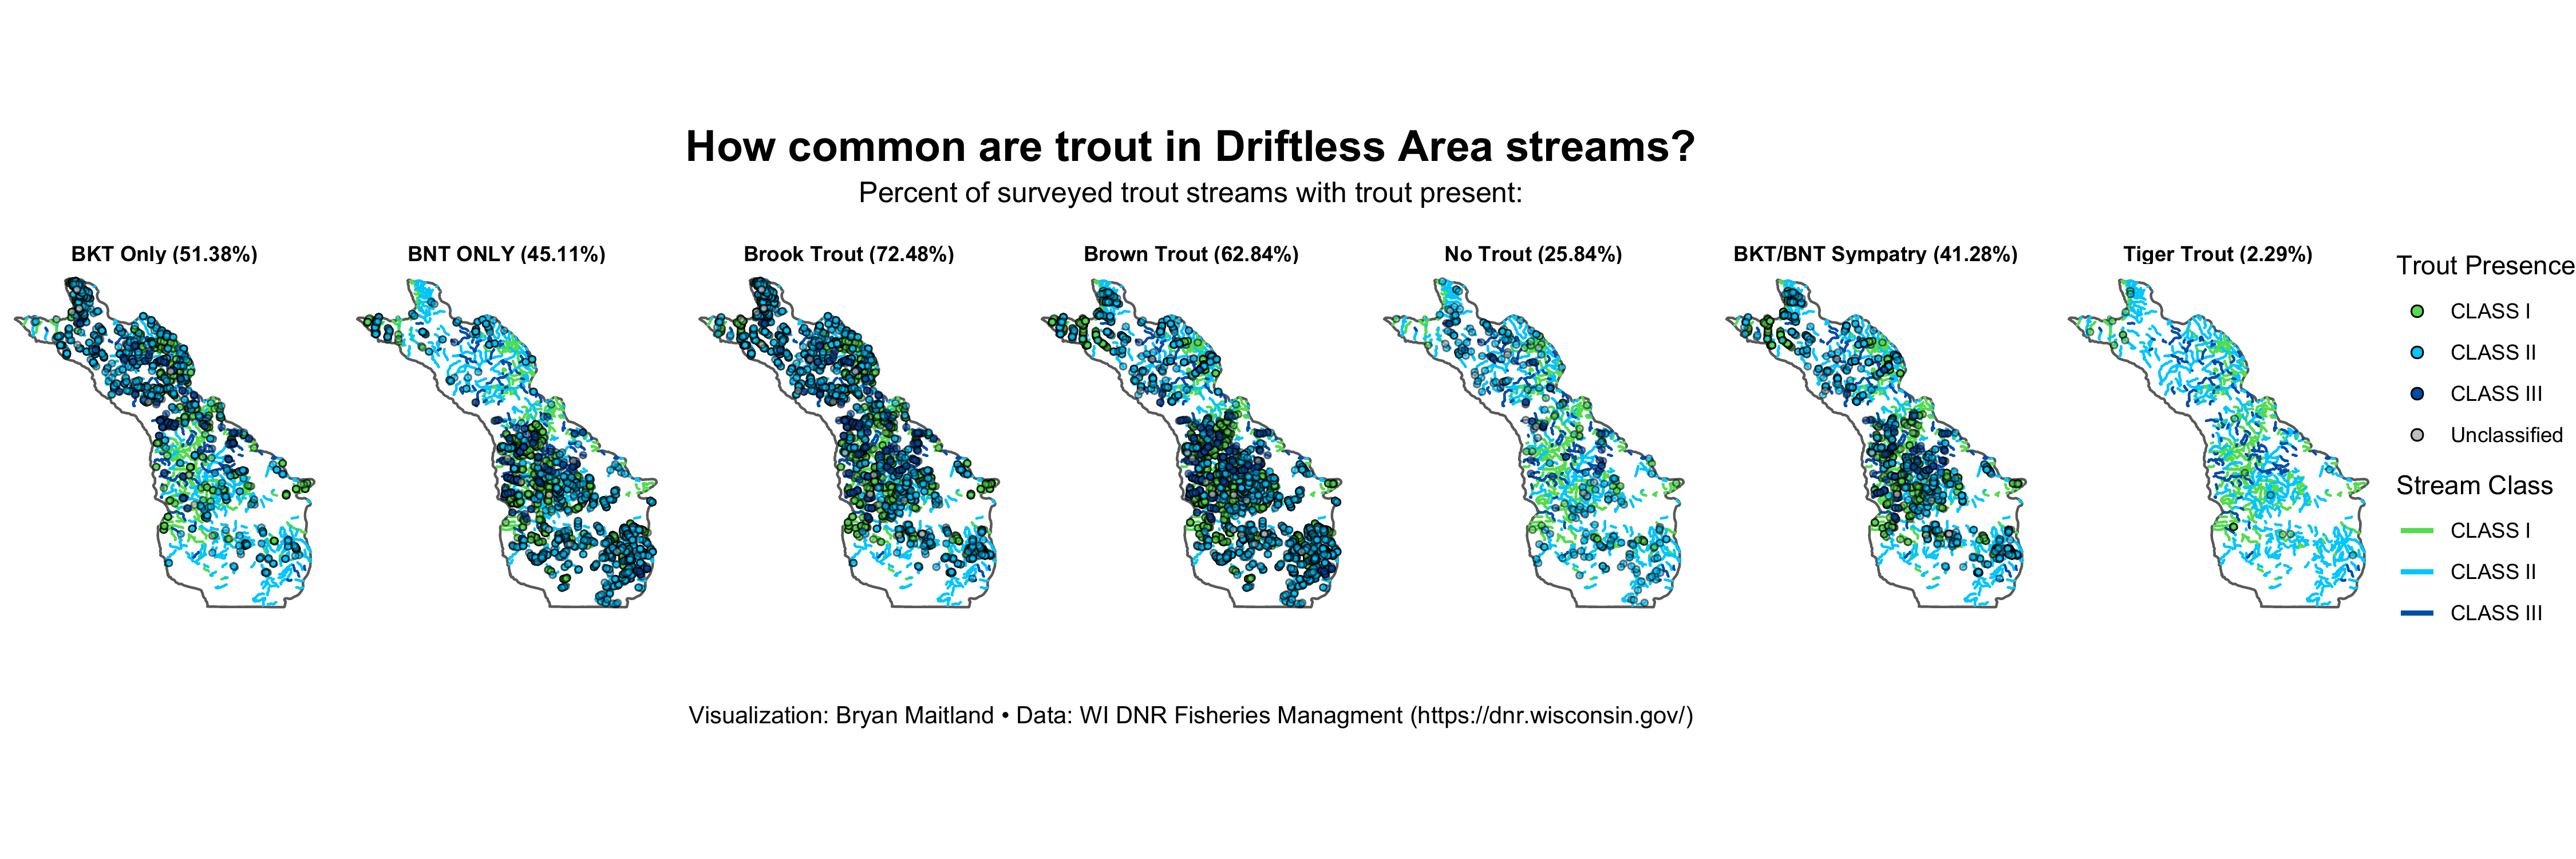 How common are trout in Driftless Area streams?
Percent of surveyed trout streams with trout present:
BKT Only (51.38%)
BNT ONLY (45.11%)
Brook Trout (72.48%)
Brown Trout (62.84%)
No Trout (25.84%)
BKT/BNT Sympatry (41.28%)
Tiger Trout (2.29%)
Trout Presence
CLASS I
CLASS II
CLASS III
Unclassified
Stream Class
CLASS I
CLASS II
CLASS III
Visualization: Bryan Maitland • Data: WI DNR Fisheries Managment (https://dnr.wisconsin.gov/)